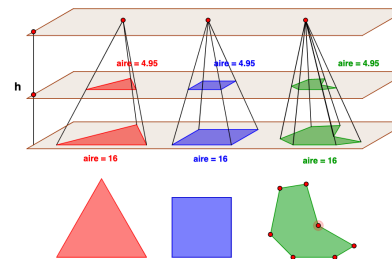 aire = 4.95 aire = 4.95 aire = 4.95
h
aire = 16 aire = 16 aire = 16